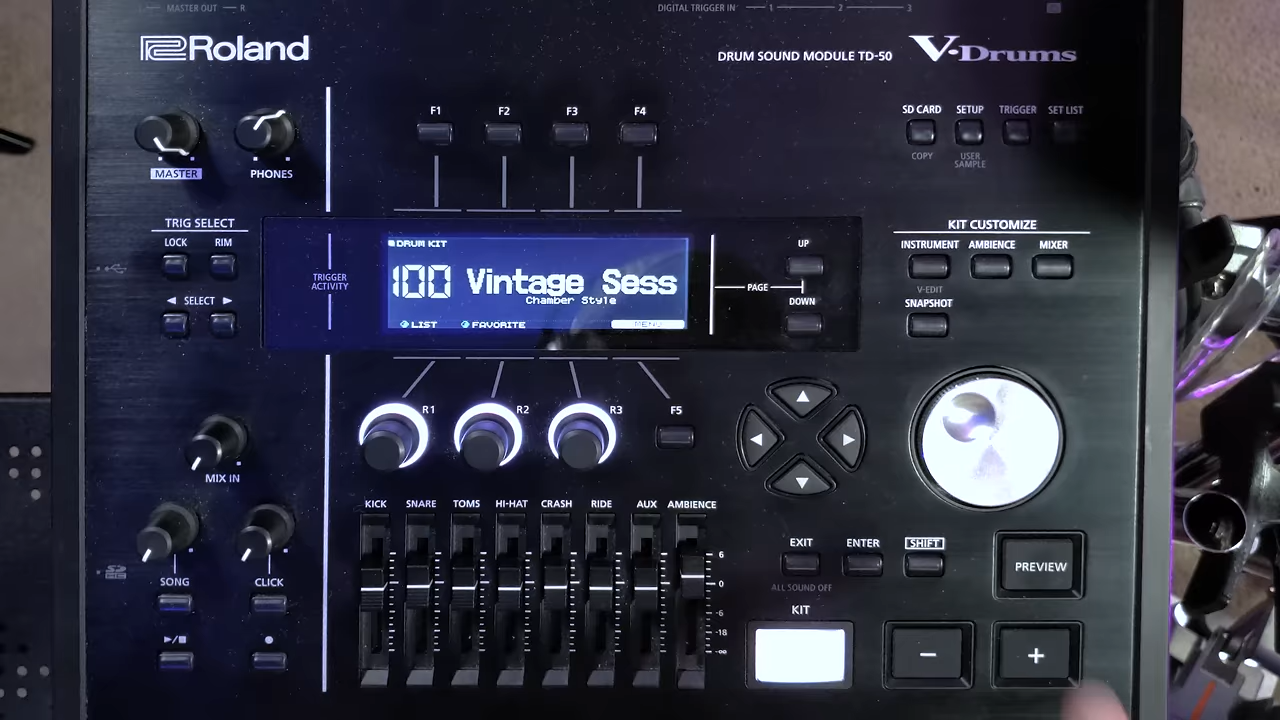 MASTER OUT R
DIGITAL TRIGGER IN 1 2 3
Roland
DRUM SOUND MODULE TD-50
V-Drums
F1 F2 F3 F4
SD CARD SETUP TRIGGER SET LIST
COPY USER SAMPLE
MASTER PHONES
TRIG SELECT
LOCK RIM
◀ SELECT ▶
TRIGGER
ACTIVITY
DRUM KIT
100 Vintage Sess
Chamber Style
LIST FAVORITE MENU
UP
PAGE
DOWN
KIT CUSTOMIZE
INSTRUMENT AMBIENCE MIXER
V-EDIT
SNAPSHOT
R1 R2 R3 F5
MIX IN
SONG CLICK
KICK SNARE TOMS HI-HAT CRASH RIDE AUX AMBIENCE
6
0
-6
-18
-∞
EXIT ENTER SHIFT
ALL SOUND OFF
PREVIEW
KIT
− +